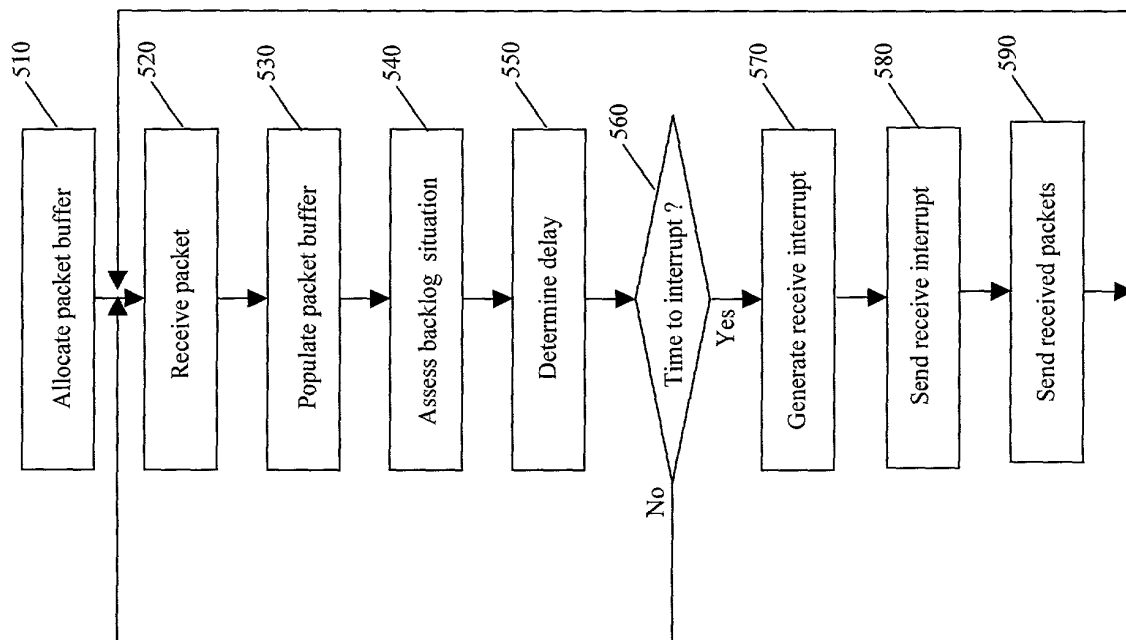 510
Allocate packet buffer
520
Receive packet
530
Populate packet buffer
540
Assess backlog situation
550
Determine delay
560
Time to interrupt ?
No
Yes
570
Generate receive interrupt
580
Send receive interrupt
590
Send received packets